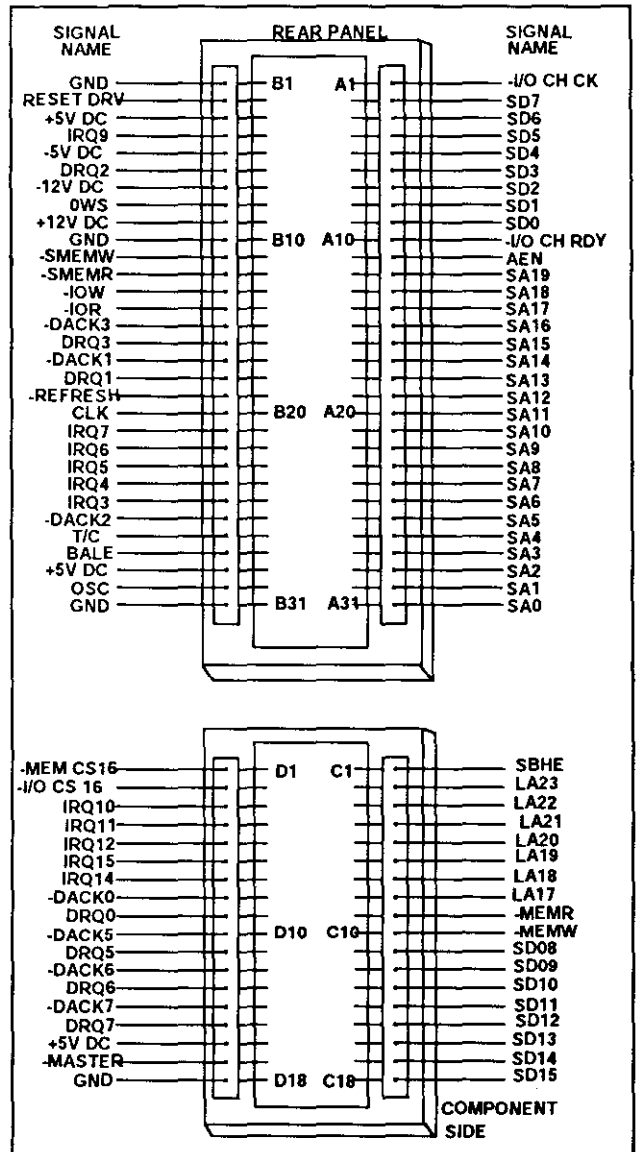 SIGNAL NAME REAR PANEL SIGNAL NAME
GND B1 A1 -I/O CH CK
RESET DRV SD7
+5V DC SD6
IRQ9 SD5
-5V DC SD4
DRQ2 SD3
-12V DC SD2
0WS SD1
+12V DC SD0
GND B10 A10 -I/O CH RDY
-SMEMW AEN
-SMEMR SA19
-IOW SA18
-IOR SA17
-DACK3 SA16
DRQ3 SA15
-DACK1 SA14
DRQ1 SA13
-REFRESH SA12
CLK B20 A20 SA11
IRQ7 SA10
IRQ6 SA9
IRQ5 SA8
IRQ4 SA7
IRQ3 SA6
-DACK2 SA5
T/C SA4
BALE SA3
+5V DC SA2
OSC SA1
GND B31 A31 SA0
-MEM CS16 D1 C1 SBHE
-I/O CS 16 LA23
IRQ10 LA22
IRQ11 LA21
IRQ12 LA20
IRQ15 LA19
IRQ14 LA18
-DACK0 LA17
DRQ0 -MEMR
-DACK5 D10 C10 -MEMW
DRQ5 SD08
-DACK6 SD09
DRQ6 SD10
-DACK7 SD11
DRQ7 SD12
+5V DC SD13
-MASTER SD14
GND D18 C18 SD15
COMPONENT
SIDE